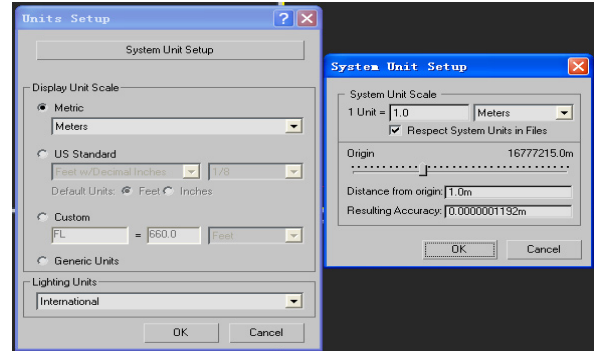 Units Setup
System Unit Setup
Display Unit Scale
Metric
Meters
US Standard
Feet w/Decimal Inches 1/8
Default Units: Feet Inches
Custom
FL = 660.0 Feet
Generic Units
Lighting Units
International
OK Cancel
System Unit Setup
System Unit Scale
1 Unit = 1.0 Meters
Respect System Units in Files
Origin 16777215.0m
Distance from origin: 1.0m
Resulting Accuracy: 0.0000001192m
OK Cancel